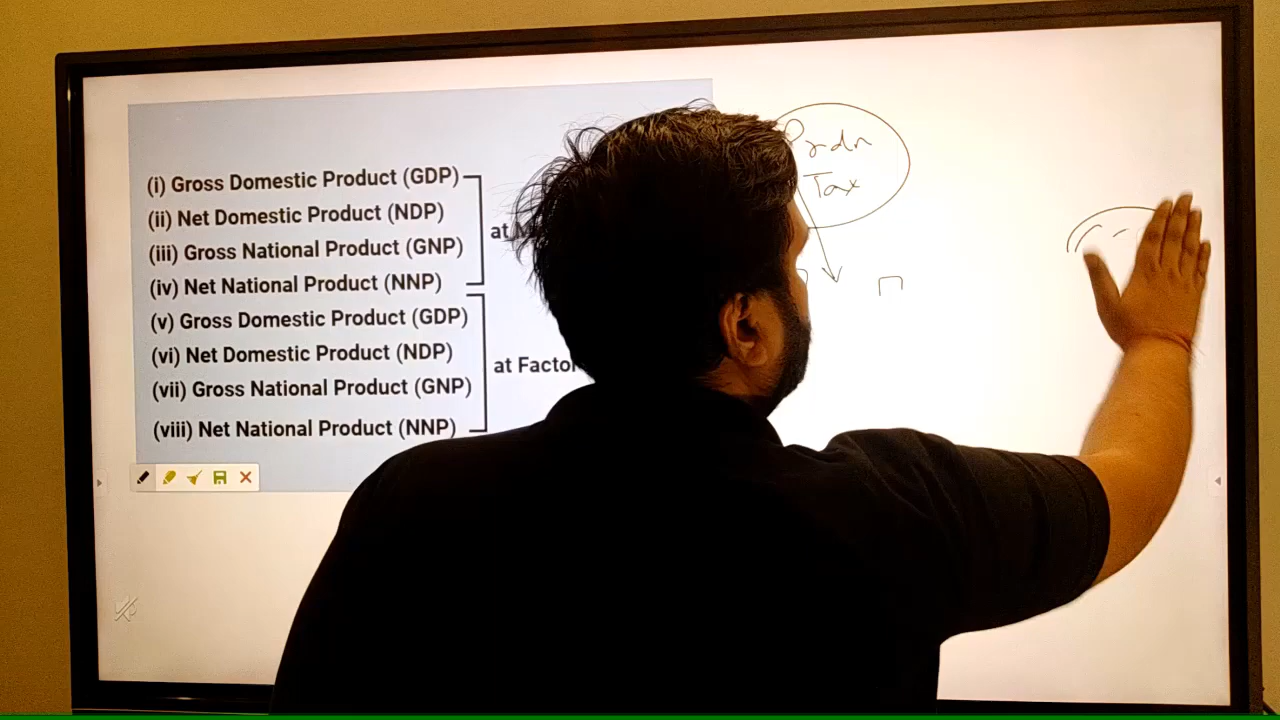 (i) Gross Domestic Product (GDP)
(ii) Net Domestic Product (NDP)
(iii) Gross National Product (GNP)
(iv) Net National Product (NNP)
at
(v) Gross Domestic Product (GDP)
(vi) Net Domestic Product (NDP)
(vii) Gross National Product (GNP)
(viii) Net National Product (NNP)
at Factor
Prdn
Tax